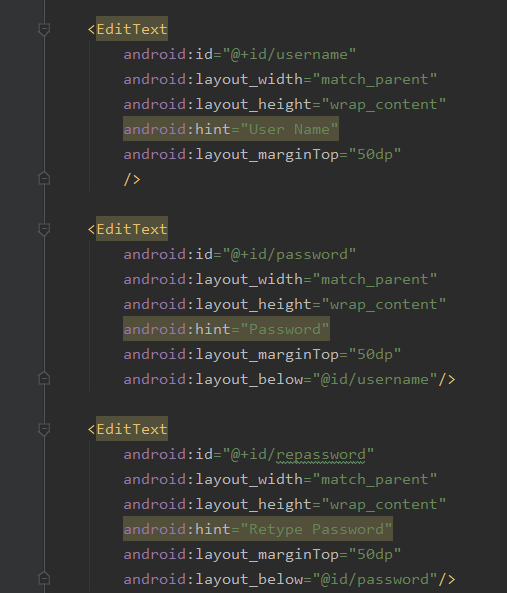 <EditText
android:id="@+id/username"
android:layout_width="match_parent"
android:layout_height="wrap_content"
android:hint="User Name"
android:layout_marginTop="50dp"
/>
<EditText
android:id="@+id/password"
android:layout_width="match_parent"
android:layout_height="wrap_content"
android:hint="Password"
android:layout_marginTop="50dp"
android:layout_below="@id/username"/>
<EditText
android:id="@+id/repassword"
android:layout_width="match_parent"
android:layout_height="wrap_content"
android:hint="Retype Password"
android:layout_marginTop="50dp"
android:layout_below="@id/password"/>